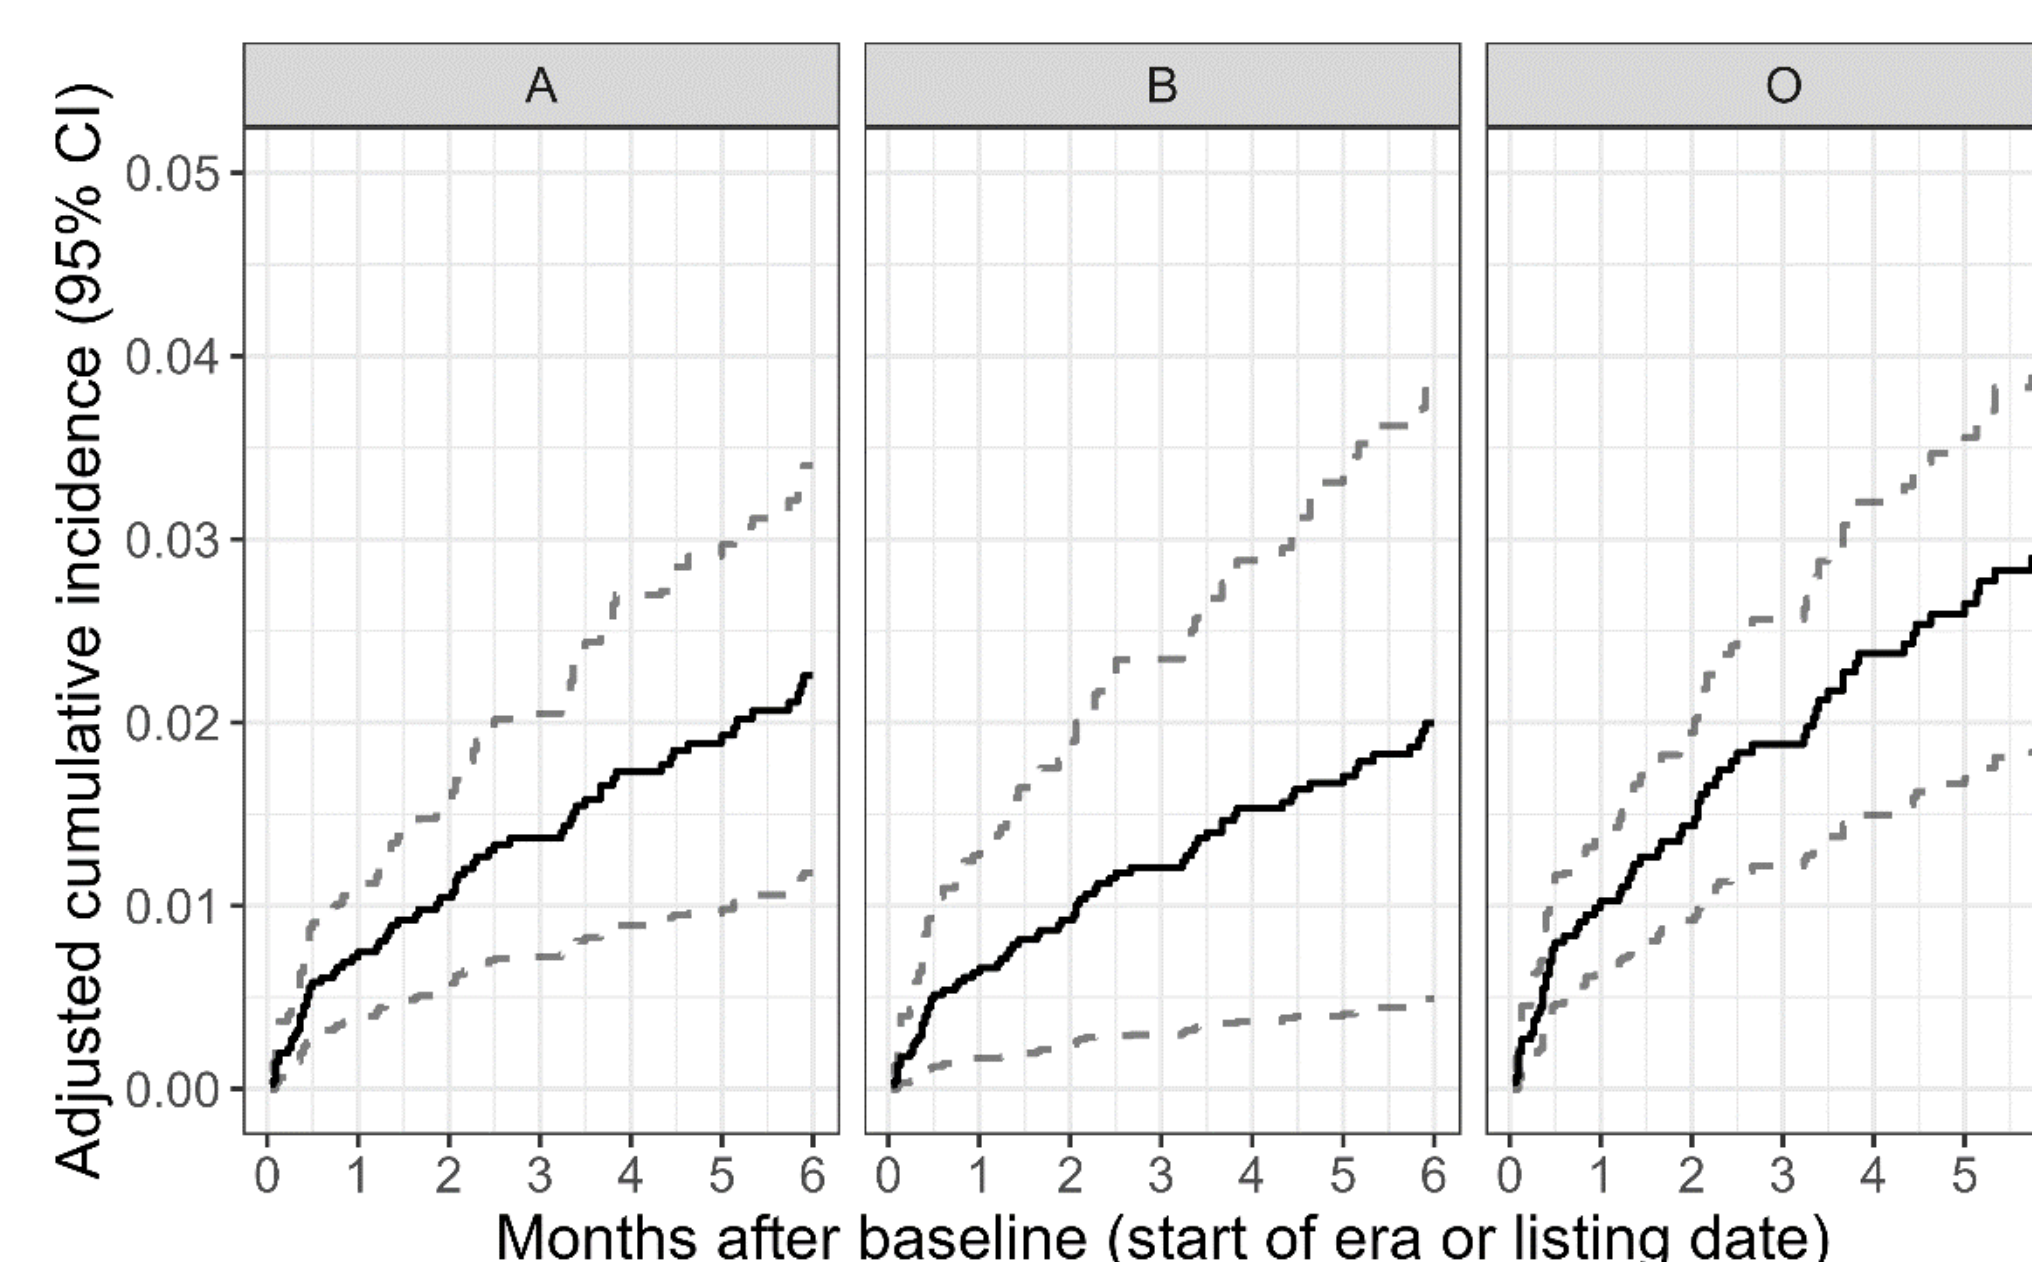 A B O
Adjusted cumulative incidence (95% CI)
0.05
0.04
0.03
0.02
0.01
0.00
0 1 2 3 4 5 6 0 1 2 3 4 5 6 0 1 2 3 4 5
Months after baseline (start of era or listing date)